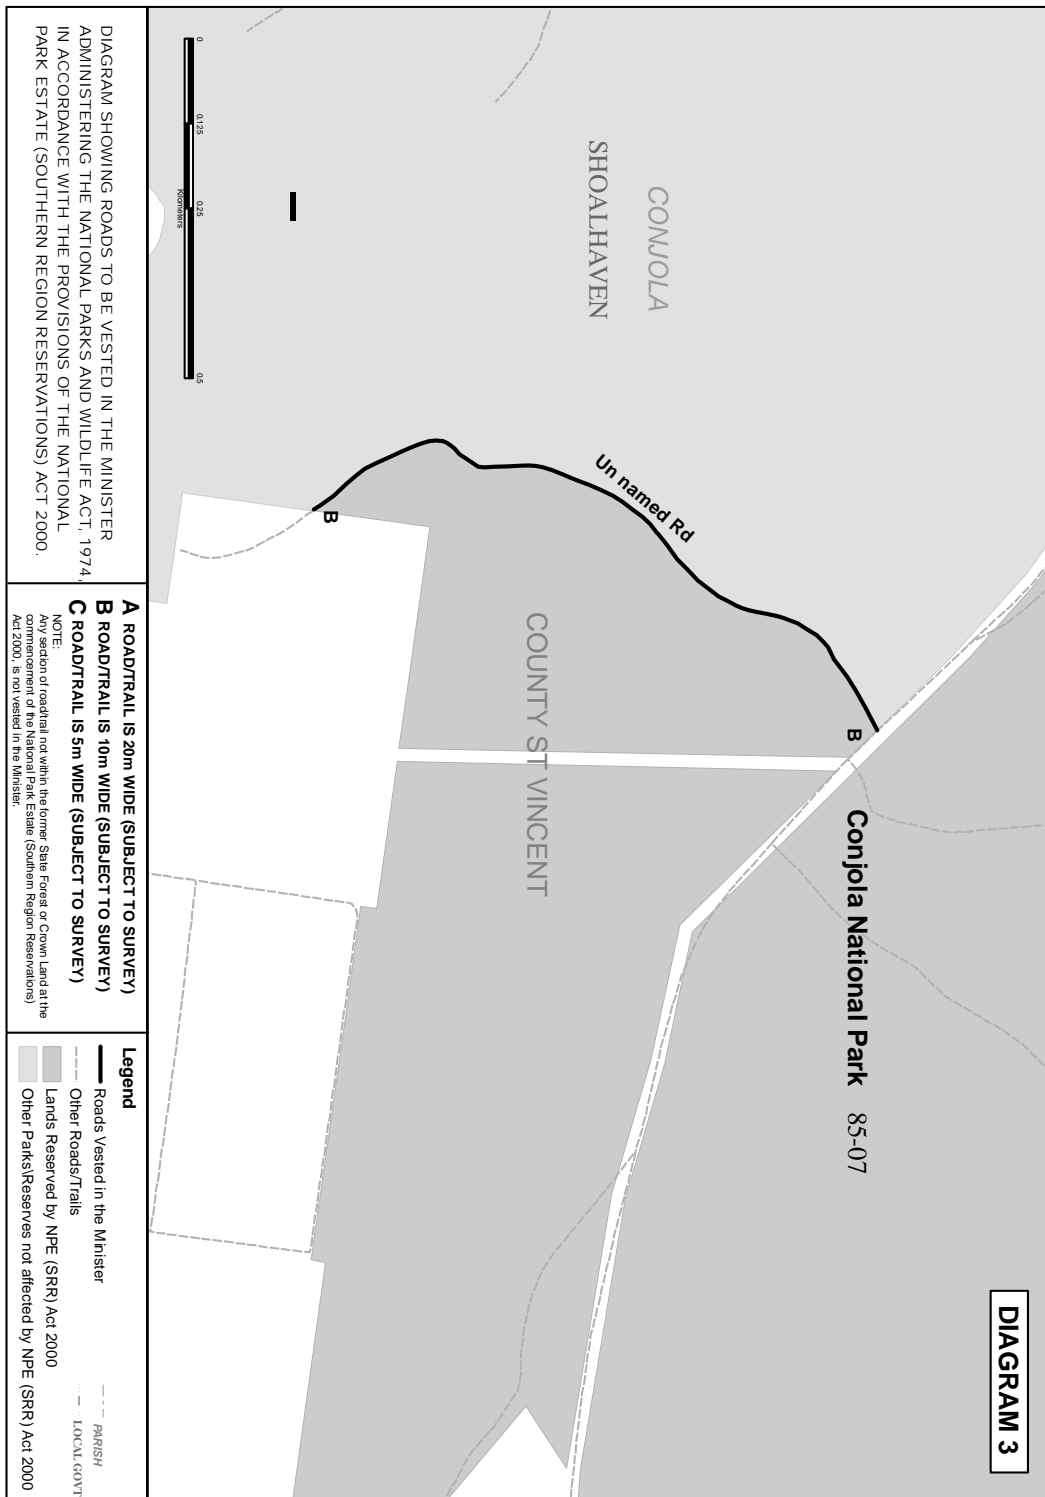 DIAGRAM 3
CONJOLA
SHOALHAVEN
Un named Rd
B
B
Conjola National Park 85-07
COUNTY ST VINCENT
0 0.125 0.25 0.5
Kilometers
DIAGRAM SHOWING ROADS TO BE VESTED IN THE MINISTER
ADMINISTERING THE NATIONAL PARKS AND WILDLIFE ACT, 1974,
IN ACCORDANCE WITH THE PROVISIONS OF THE NATIONAL
PARK ESTATE (SOUTHERN REGION RESERVATIONS) ACT 2000.
A ROAD/TRAIL IS 20m WIDE (SUBJECT TO SURVEY)
B ROAD/TRAIL IS 10m WIDE (SUBJECT TO SURVEY)
C ROAD/TRAIL IS 5m WIDE (SUBJECT TO SURVEY)
NOTE:
Any section of road/trail not within the former State Forest or Crown Land at the
commencement of the National Park Estate (Southern Region Reservations)
Act 2000, is not vested in the Minister.
Legend
Roads Vested in the Minister
Other Roads/Trails
Lands Reserved by NPE (SRR) Act 2000
Other Parks\Reserves not affected by NPE (SRR) Act 2000
PARISH
LOCAL GOVT